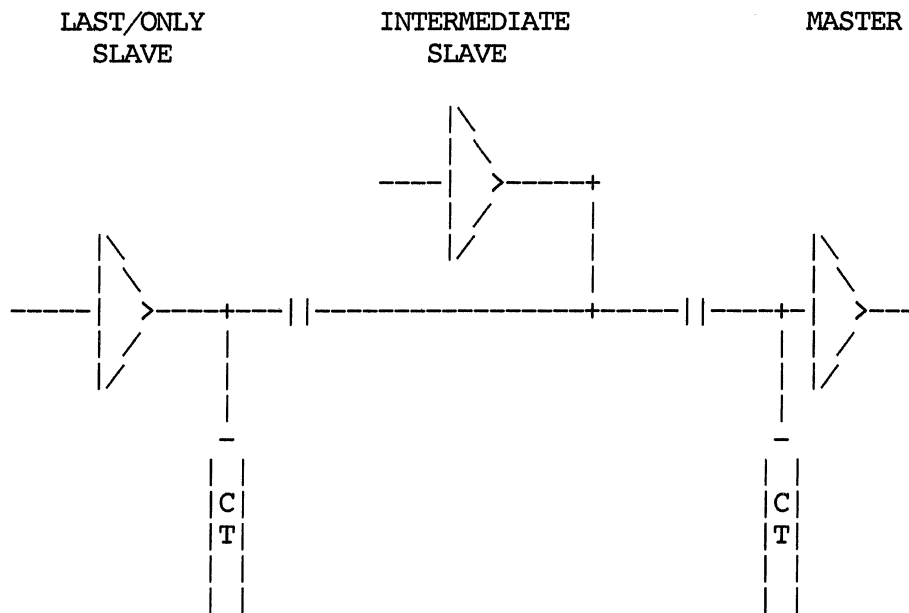 LAST/ONLY INTERMEDIATE MASTER
SLAVE SLAVE
C C
T T